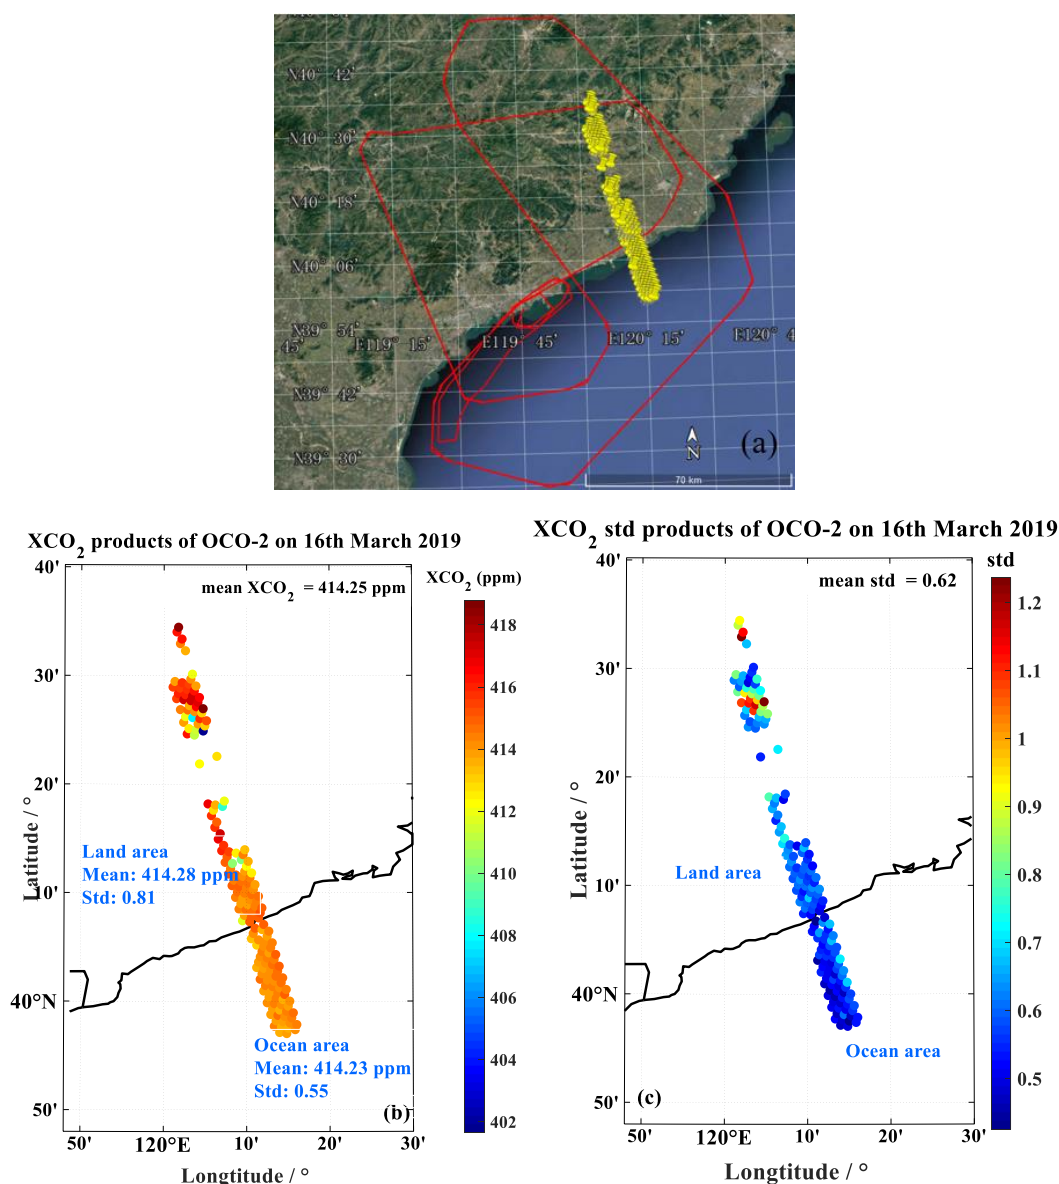 N40° 42'
N40° 30'
N40° 18'
N40° 06'
N39° 54'
45' E119° 15' E119° 45' E120° 15' E120° 4
N39° 42'
N39° 30'
N
(a)
70 km
XCO2 products of OCO-2 on 16th March 2019
mean XCO2 = 414.25 ppm
XCO2 (ppm)
40'
30'
20'
10'
40°N
50'
Latitude / °
Land area
Mean: 414.28 ppm
Std: 0.81
Ocean area
Mean: 414.23 ppm
Std: 0.55
(b)
50' 120°E 10' 20' 30'
Longtitude / °
418
416
414
412
410
408
406
404
402
XCO2 std products of OCO-2 on 16th March 2019
mean std = 0.62
std
40'
30'
20'
10'
40°N
50'
Latitude / °
Land area
Ocean area
(c)
50' 120°E 10' 20' 30'
Longtitude / °
1.2
1.1
1
0.9
0.8
0.7
0.6
0.5